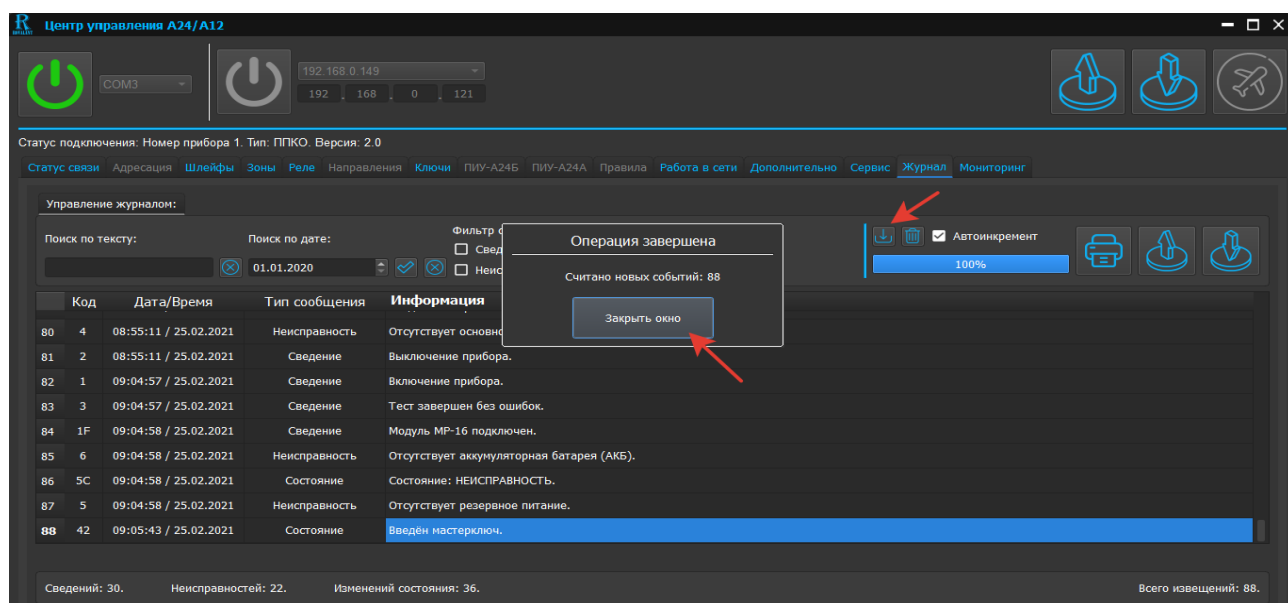 Центр управления А24/А12
COM3
192.168.0.149
192 . 168 . 0 . 121
Статус подключения: Номер прибора 1. Тип: ППКО. Версия: 2.0
Статус связи Адресация Шлейфы Зоны Реле Направления Ключи ПИУ-А24Б ПИУ-А24А Правила Работа в сети Дополнительно Сервис Журнал Мониторинг
Управление журналом:
Поиск по тексту: Поиск по дате: Фильтр
01.01.2020
Операция завершена
Считано новых событий: 88
Закрыть окно
Автоинкремент
100%
Код Дата/Время Тип сообщения Информация
80 4 08:55:11 / 25.02.2021 Неисправность Отсутствует
81 2 08:55:11 / 25.02.2021 Сведение Выключение прибора.
82 1 09:04:57 / 25.02.2021 Сведение Включение прибора.
83 3 09:04:57 / 25.02.2021 Сведение Тест завершен без ошибок.
84 1F 09:04:58 / 25.02.2021 Сведение Модуль МР-16 подключен.
85 6 09:04:58 / 25.02.2021 Неисправность Отсутствует аккумуляторная батарея (АКБ).
86 5C 09:04:58 / 25.02.2021 Состояние Состояние: НЕИСПРАВНОСТЬ.
87 5 09:04:58 / 25.02.2021 Неисправность Отсутствует резервное питание.
88 42 09:05:43 / 25.02.2021 Состояние Введён мастерключ.
Сведений: 30. Неисправностей: 22. Изменений состояния: 36. Всего извещений: 88.